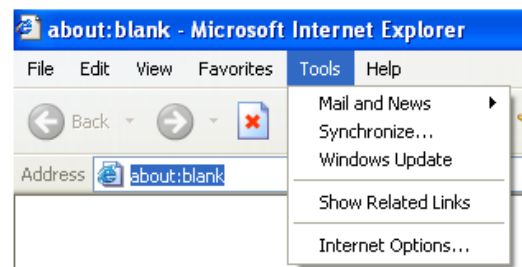 about:blank - Microsoft Internet Explorer
File Edit View Favorites Tools Help
Mail and News
Back
Synchronize...
Windows Update
Address about:blank
Show Related Links
Internet Options...